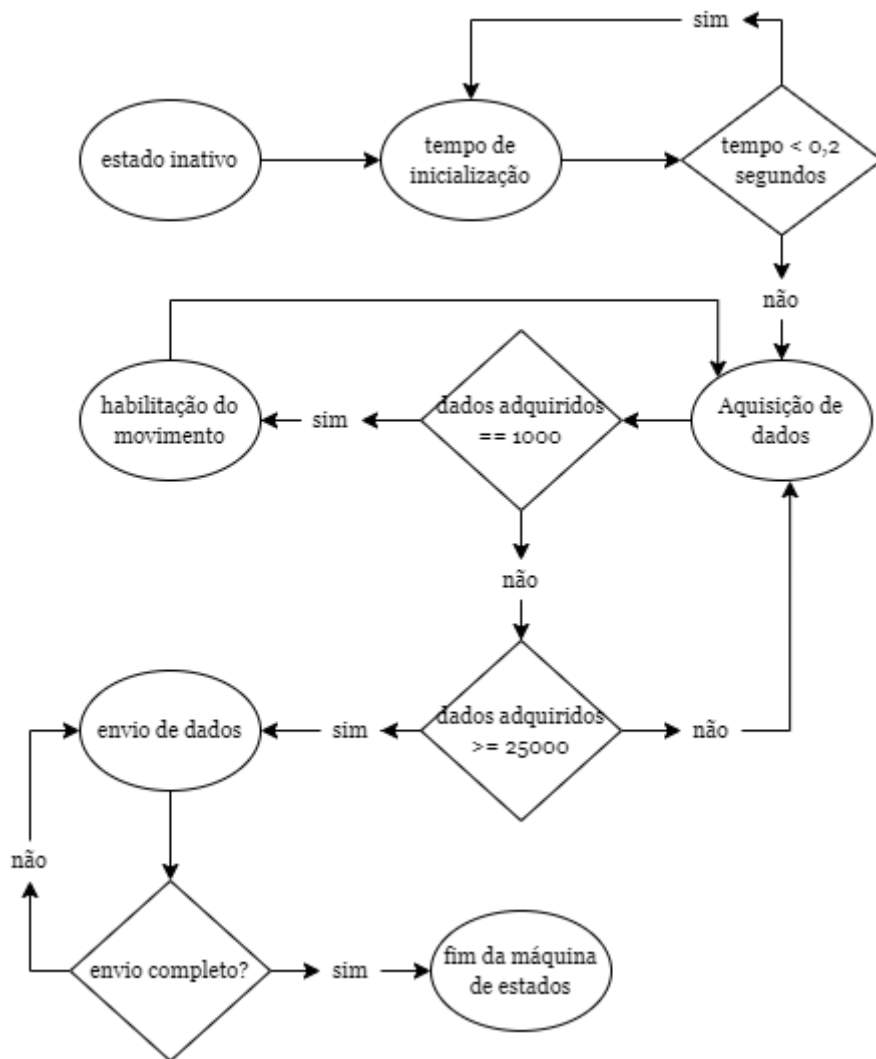 sim
estado inativo
tempo de
inicialização
tempo < 0,2
segundos
não
habilitação do
movimento
sim
dados adquiridos
== 1000
Aquisição de
dados
não
envio de dados
sim
dados adquiridos
>= 25000
não
não
envio completo?
sim
fim da máquina
de estados